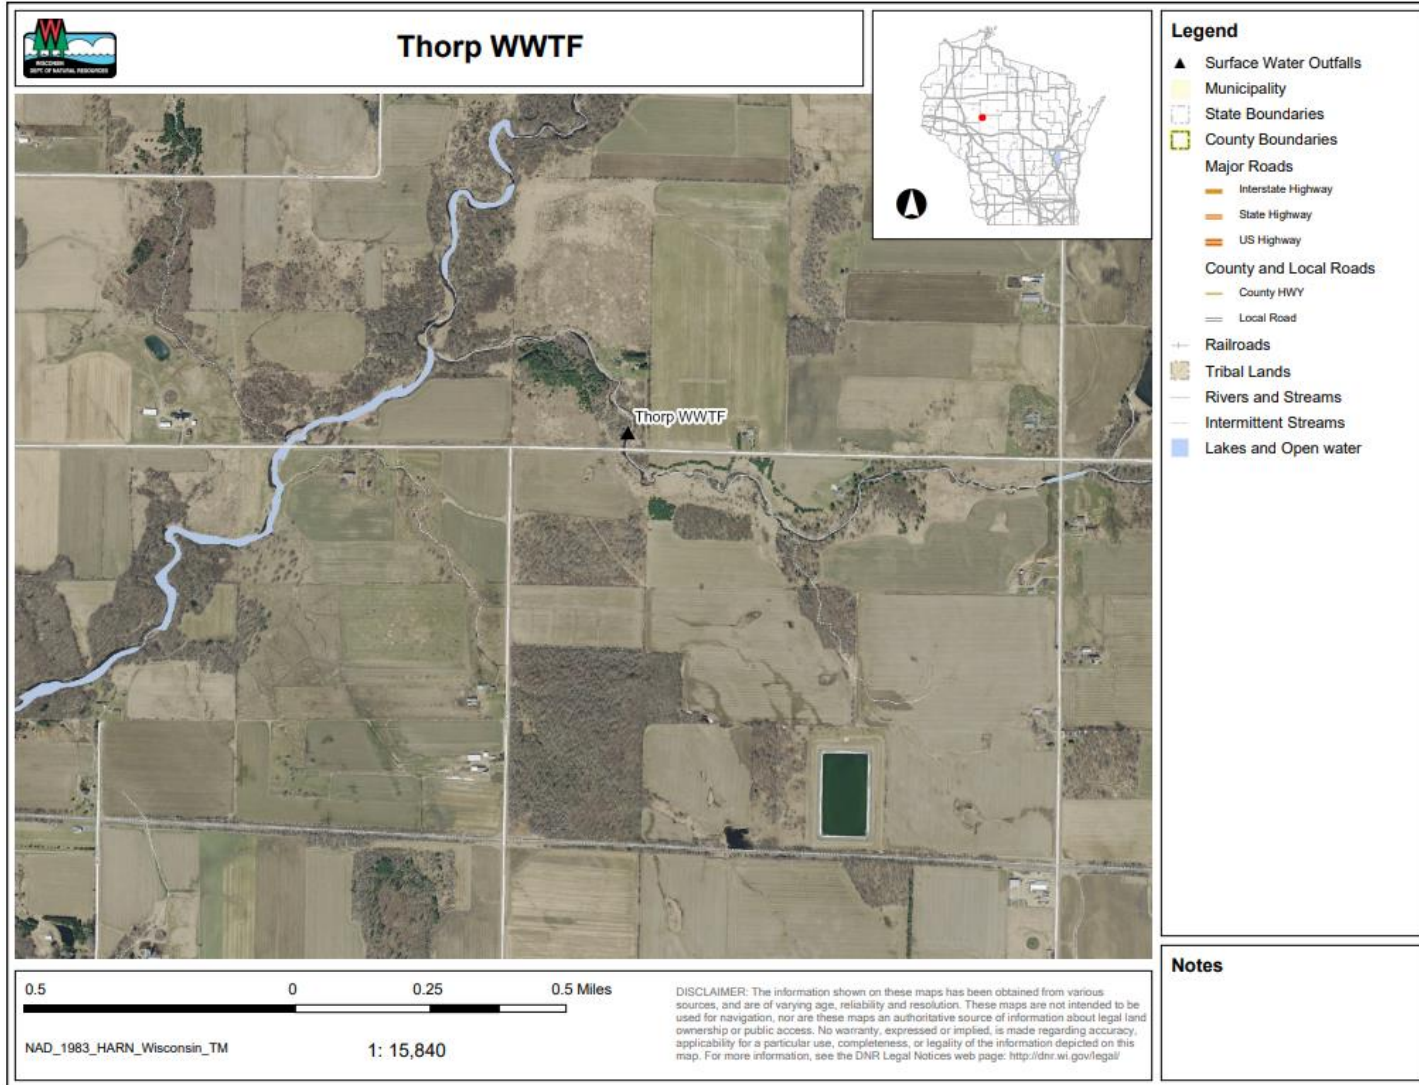 WISCONSIN
DEPT. OF NATURAL RESOURCES
Thorp WWTF
Thorp WWTF
0.5
0
0.25
0.5 Miles
NAD_1983_HARN_Wisconsin_TM
1: 15,840
DISCLAIMER: The information shown on these maps has been obtained from various
sources, and are of varying age, reliability and resolution. These maps are not intended to be
used for navigation, nor are these maps an authoritative source of information about legal land
ownership or public access. No warranty, expressed or implied, is made regarding accuracy,
applicability for a particular use, completeness, or legality of the information depicted on this
map. For more information, see the DNR Legal Notices web page: http://dnr.wi.gov/legal/
Legend
Surface Water Outfalls
Municipality
State Boundaries
County Boundaries
Major Roads
Interstate Highway
State Highway
US Highway
County and Local Roads
County HWY
Local Road
Railroads
Tribal Lands
Rivers and Streams
Intermittent Streams
Lakes and Open water
Notes